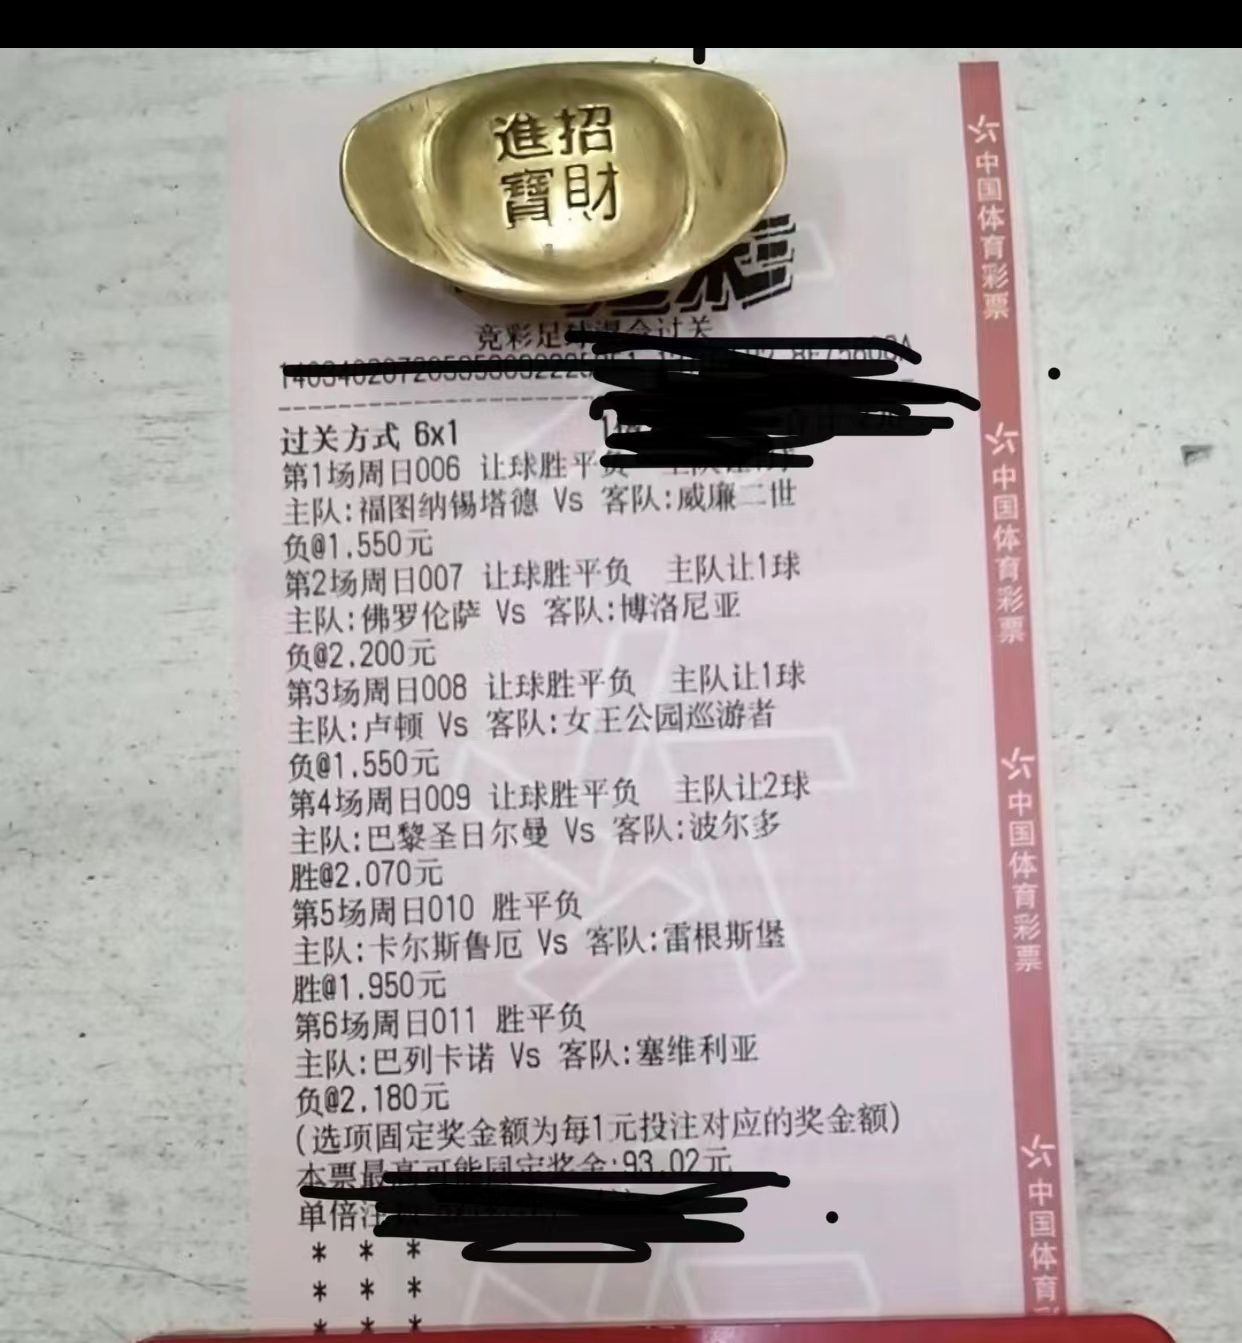 招財
進寶
竞彩足球混合过关
过关方式 6x1
第1场周日006 让球胜平负
主队:福图纳锡塔德 Vs 客队:威廉二世
负@1.550元
第2场周日007 让球胜平负 主队让1球
主队:佛罗伦萨 Vs 客队:博洛尼亚
负@2.200元
第3场周日008 让球胜平负 主队让1球
主队:卢顿 Vs 客队:女王公园巡游者
负@1.550元
第4场周日009 让球胜平负 主队让2球
主队:巴黎圣日尔曼 Vs 客队:波尔多
胜@2.070元
第5场周日010 胜平负
主队:卡尔斯鲁厄 Vs 客队:雷根斯堡
胜@1.950元
第6场周日011 胜平负
主队:巴列卡诺 Vs 客队:塞维利亚
负@2.180元
(选项固定奖金额为每1元投注对应的奖金额)
本票最高可能固定奖金:93.02元
单倍注
* * *
* * *
* * *
中国体育彩票
中国体育彩票
中国体育彩票
中国体育